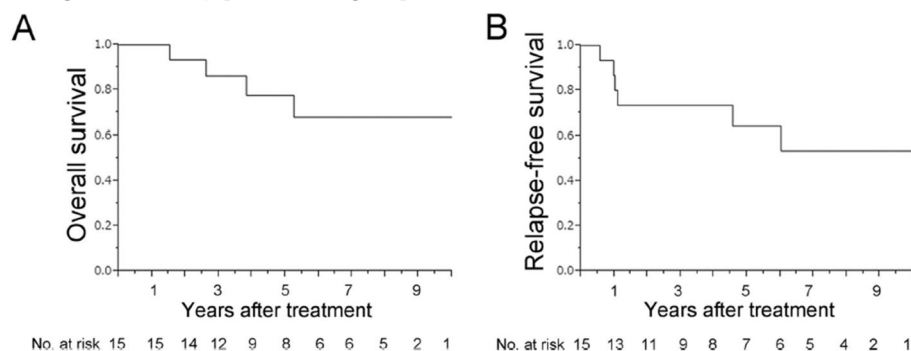 A
B
Overall survival
1.0
0.8
0.6
0.4
0.2
0.0
1 3 5 7 9
Years after treatment
No. at risk 15 15 14 12 9 8 6 6 5 2 1
Relapse-free survival
1.0
0.8
0.6
0.4
0.2
0.0
1 3 5 7 9
Years after treatment
No. at risk 15 13 11 9 8 7 6 5 4 2 1